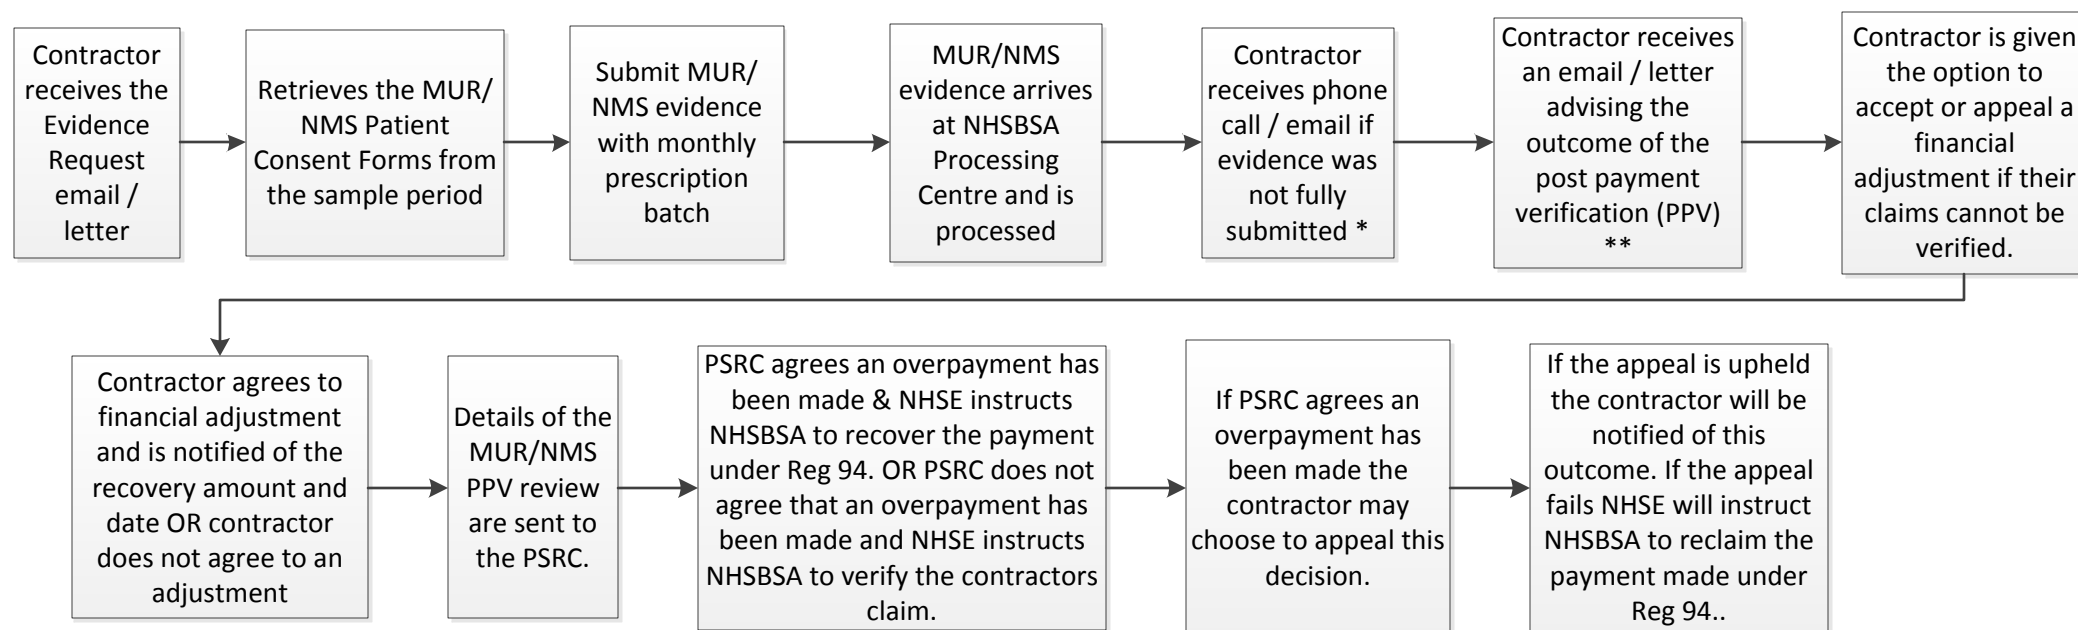 Contractor
receives the
Evidence
Request
email /
letter
Retrieves the MUR/
NMS Patient
Consent Forms from
the sample period
Submit MUR/
NMS evidence
with monthly
prescription
batch
MUR/NMS
evidence arrives
at NHSBSA
Processing
Centre and is
processed
Contractor
receives phone
call / email if
evidence was
not fully
submitted *
Contractor receives
an email / letter
advising the
outcome of the
post payment
verification (PPV)
**
Contractor is given
the option to
accept or appeal a
financial
adjustment if their
claims cannot be
verified.
Contractor agrees to
financial adjustment
and is notified of the
recovery amount and
date OR contractor
does not agree to an
adjustment
Details of the
MUR/NMS
PPV review
are sent to
the PSRC.
PSRC agrees an overpayment has
been made & NHSE instructs
NHSBSA to recover the payment
under Reg 94. OR PSRC does not
agree that an overpayment has
been made and NHSE instructs
NHSBSA to verify the contractors
claim.
If PSRC agrees an
overpayment has
been made the
contractor may
choose to appeal this
decision.
If the appeal is upheld
the contractor will be
notified of this
outcome. If the appeal
fails NHSE will instruct
NHSBSA to reclaim the
payment made under
Reg 94..